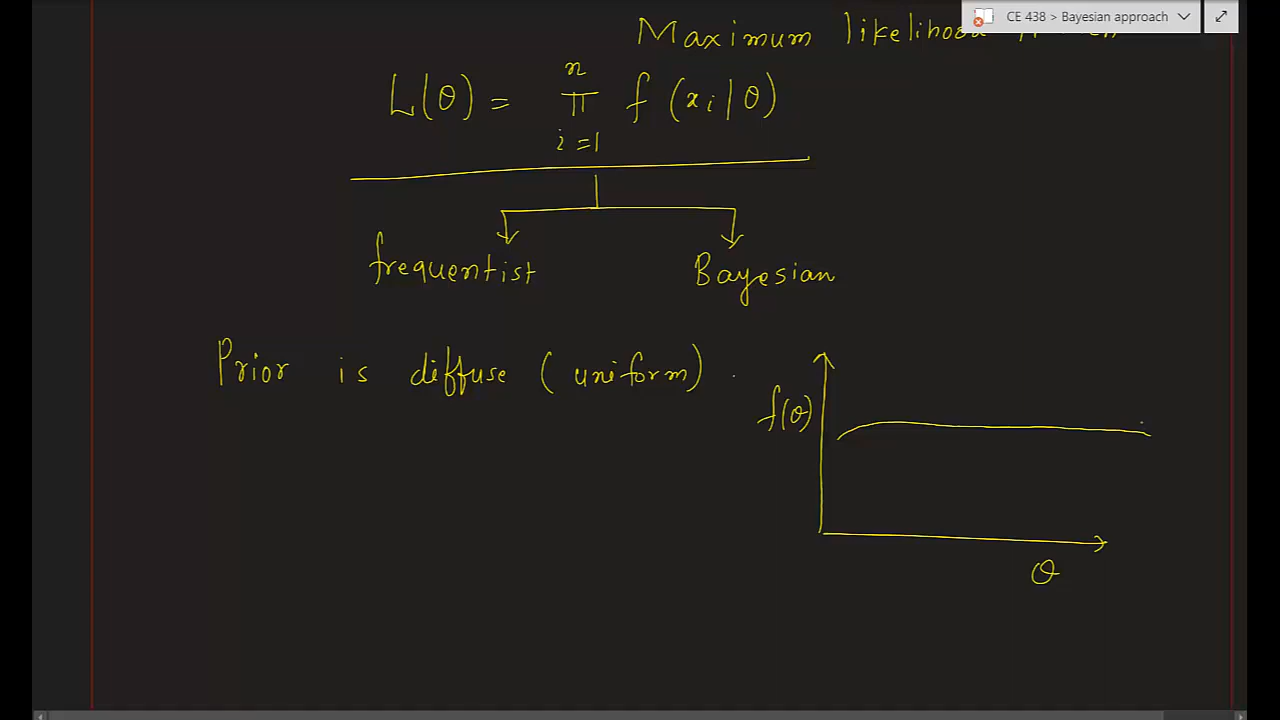 CE 438 > Bayesian approach
Maximum likelihood
L(θ) = ∏ f (xi | θ)
n
i=1
frequentist Bayesian
Prior is diffuse (uniform).
f(θ)
θ